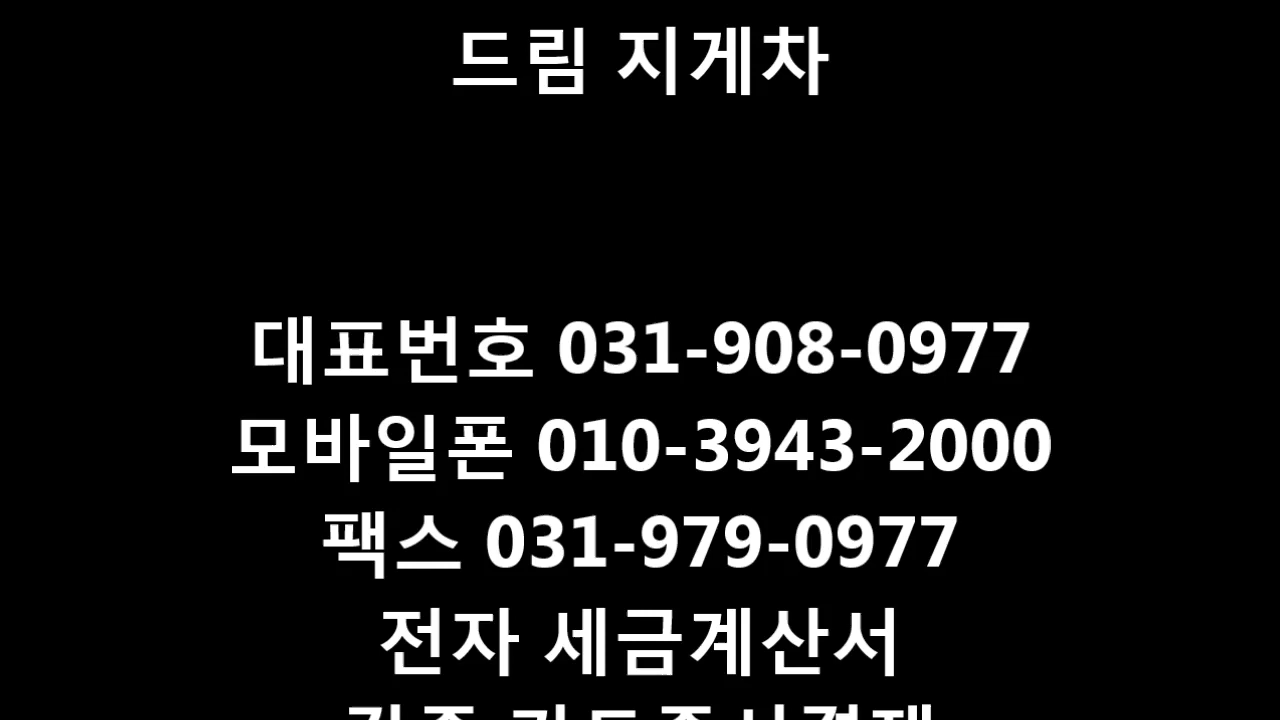 드림 지게차
대표번호 031-908-0977
모바일폰 010-3943-2000
팩스 031-979-0977
전자 세금계산서